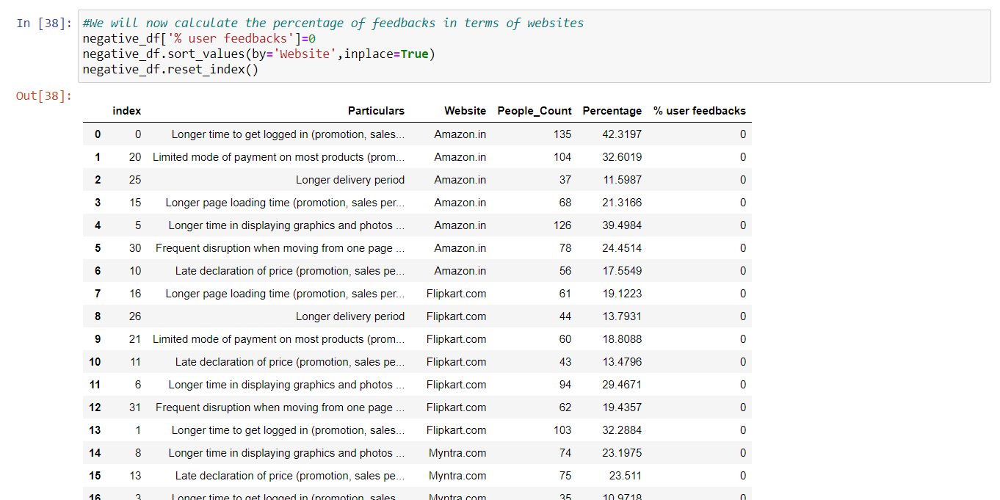 In [38]: #We will now calculate the percentage of feedbacks in terms of websites
negative_df['% user feedbacks']=0
negative_df.sort_values(by='Website',inplace=True)
negative_df.reset_index()
Out[38]:
index Particulars Website People_Count Percentage % user feedbacks
0 0 Longer time to get logged in (promotion, sales... Amazon.in 135 42.3197 0
1 20 Limited mode of payment on most products (prom... Amazon.in 104 32.6019 0
2 25 Longer delivery period Amazon.in 37 11.5987 0
3 15 Longer page loading time (promotion, sales per... Amazon.in 68 21.3166 0
4 5 Longer time in displaying graphics and photos ... Amazon.in 126 39.4984 0
5 30 Frequent disruption when moving from one page ... Amazon.in 78 24.4514 0
6 10 Late declaration of price (promotion, sales pe... Amazon.in 56 17.5549 0
7 16 Longer page loading time (promotion, sales per... Flipkart.com 61 19.1223 0
8 26 Longer delivery period Flipkart.com 44 13.7931 0
9 21 Limited mode of payment on most products (prom... Flipkart.com 60 18.8088 0
10 11 Late declaration of price (promotion, sales pe... Flipkart.com 43 13.4796 0
11 6 Longer time in displaying graphics and photos ... Flipkart.com 94 29.4671 0
12 31 Frequent disruption when moving from one page ... Flipkart.com 62 19.4357 0
13 1 Longer time to get logged in (promotion, sales... Flipkart.com 103 32.2884 0
14 8 Longer time in displaying graphics and photos ... Myntra.com 74 23.1975 0
15 13 Late declaration of price (promotion, sales pe... Myntra.com 75 23.511 0
16 3 Longer time to get logged in (promotion, sales... Myntra.com 35 10.9718 0